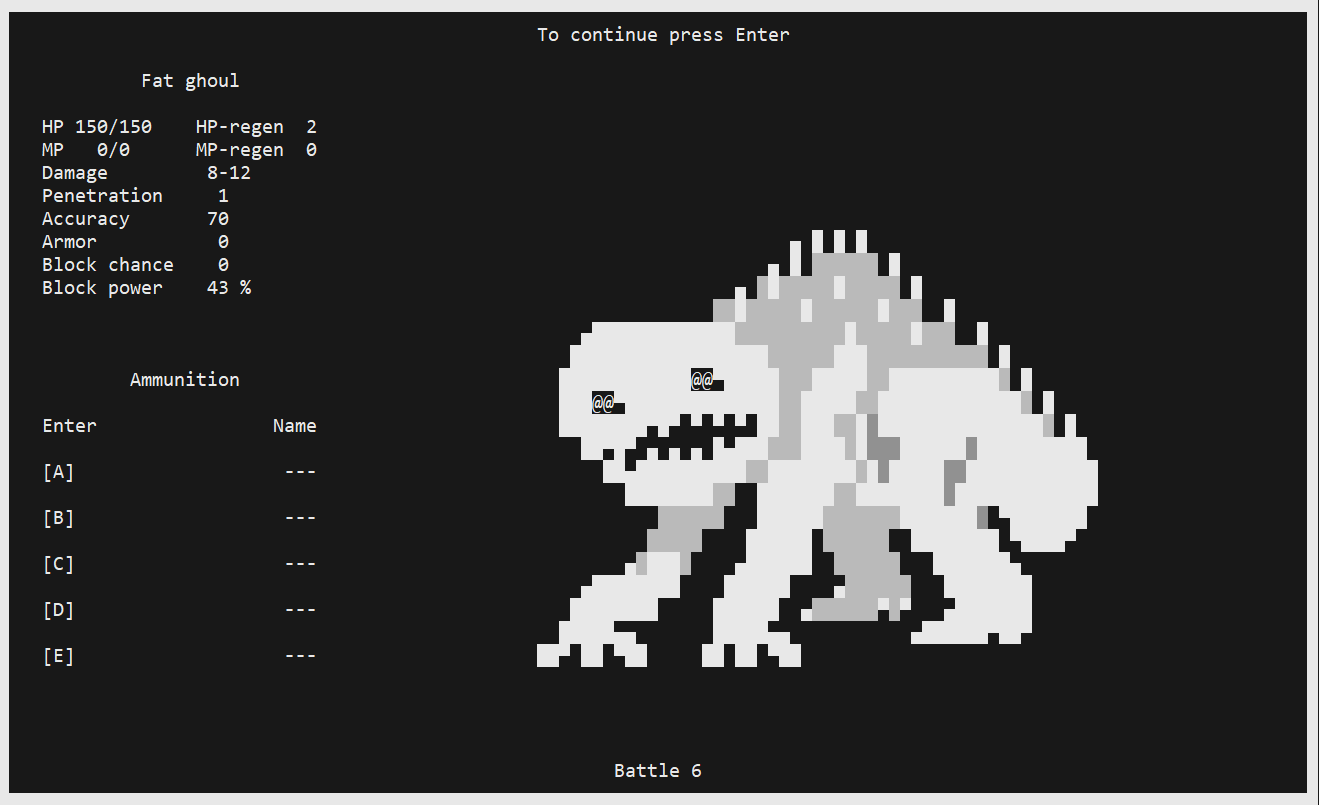 To continue press Enter
Fat ghoul
HP 150/150    HP-regen  2
MP   0/0      MP-regen  0
Damage         8-12
Penetration     1
Accuracy       70
Armor           0
Block chance    0
Block power    43 %
Ammunition
Enter                Name
[A]                   ---
[B]                   ---
[C]                   ---
[D]                   ---
[E]                   ---
@@
@@
Battle 6